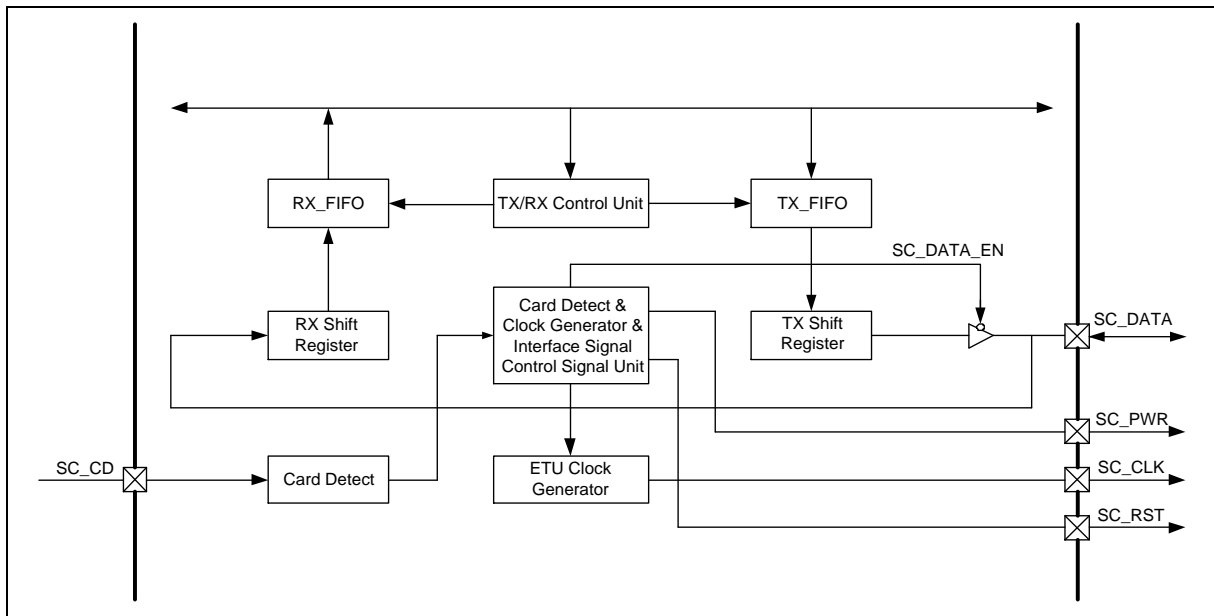 RX_FIFO
TX/RX Control Unit
TX_FIFO
SC_DATA_EN
RX Shift
Register
Card Detect &
Clock Generator &
Interface Signal
Control Signal Unit
TX Shift
Register
SC_DATA
SC_PWR
SC_CD
Card Detect
ETU Clock
Generator
SC_CLK
SC_RST